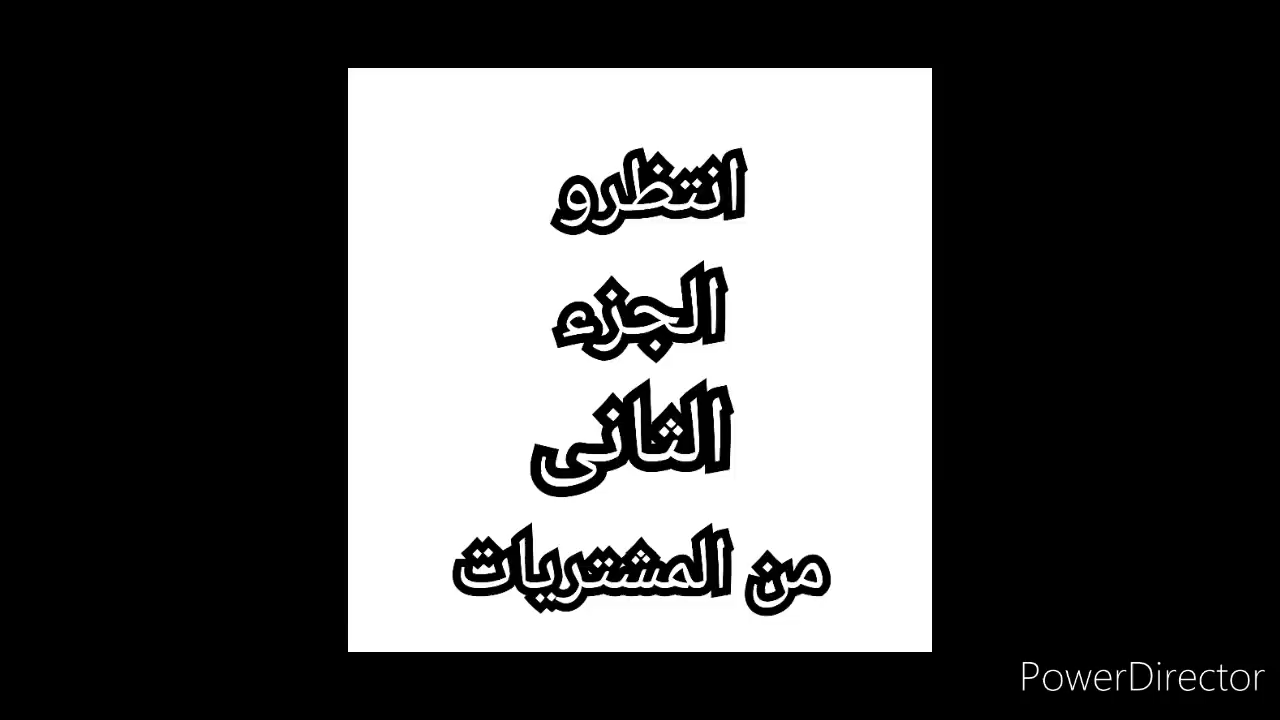 انتظرو
الجزء
الثانى
من المشتريات
PowerDirector